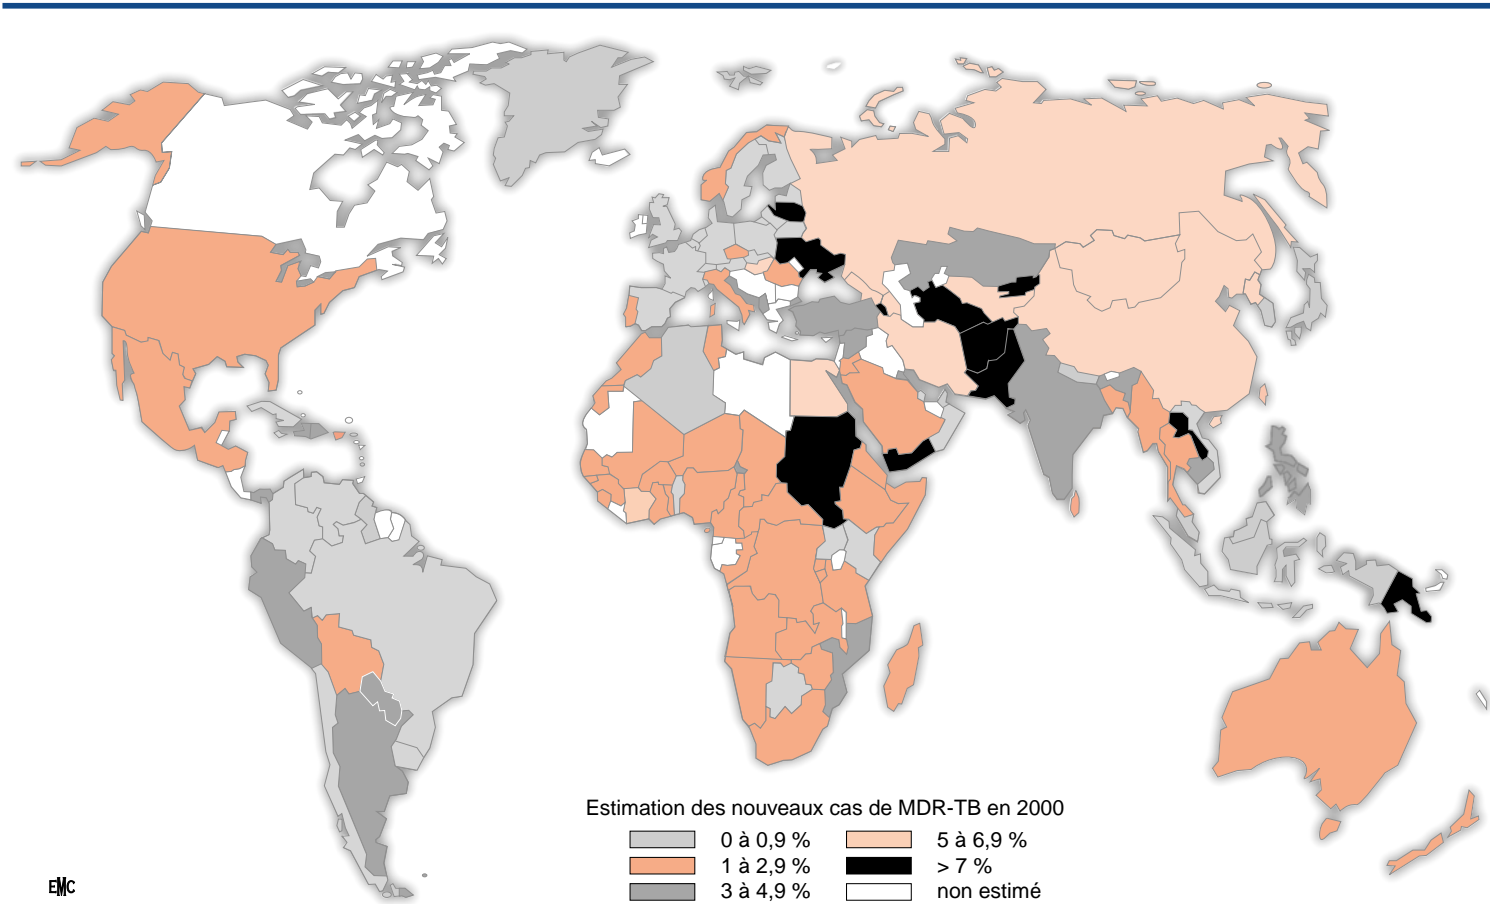 Estimation des nouveaux cas de MDR-TB en 2000
0 à 0,9 %
5 à 6,9 %
1 à 2,9 %
> 7 %
3 à 4,9 %
non estimé
EMC